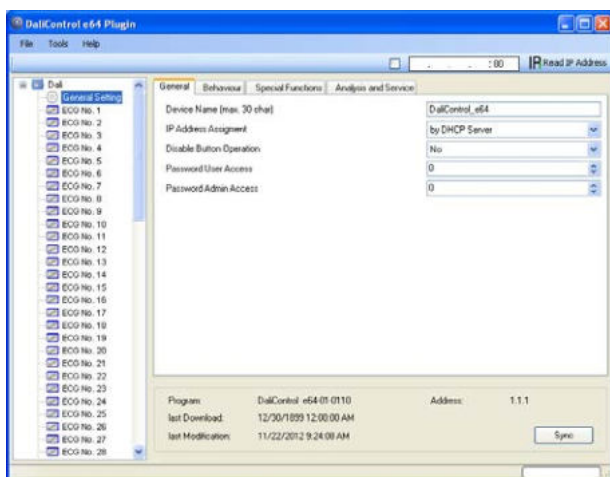 DaliControl e64 Plugin
File Tools Help
. . . :80 IP Read IP Address
Dali
General Setting
ECG No. 1
ECG No. 2
ECG No. 3
ECG No. 4
ECG No. 5
ECG No. 6
ECG No. 7
ECG No. 8
ECG No. 9
ECG No. 10
ECG No. 11
ECG No. 12
ECG No. 13
ECG No. 14
ECG No. 15
ECG No. 16
ECG No. 17
ECG No. 18
ECG No. 19
ECG No. 20
ECG No. 21
ECG No. 22
ECG No. 23
ECG No. 24
ECG No. 25
ECG No. 26
ECG No. 27
ECG No. 28
General Behaviour Special Functions Analysis and Service
Device Name (max. 30 char) DaliControl_e64
IP Address Assigment by DHCP Server
Disable Button Operation No
Password User Access 0
Password Admin Access 0
Program: DaliControl e64-01-0110 Address: 1.1.1
last Download: 12/30/1899 12:00:00 AM
last Modification: 11/22/2012 9:24:08 AM
Sync